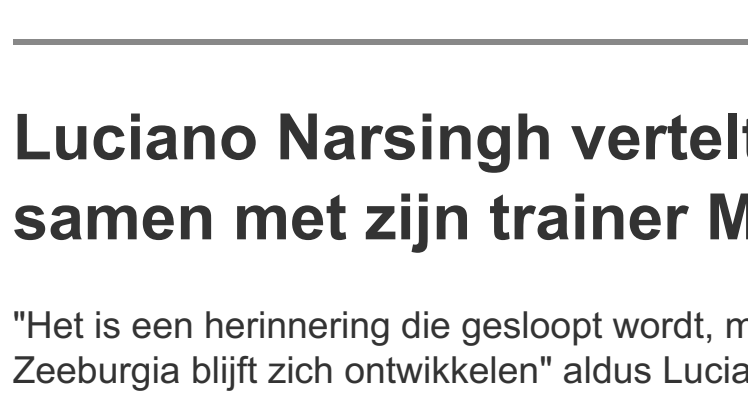 Luciano Narsingh vertelt
samen met zijn trainer M
"Het is een herinnering die gesloopt wordt, m
Zeeburgia blijft zich ontwikkelen" aldus Lucia